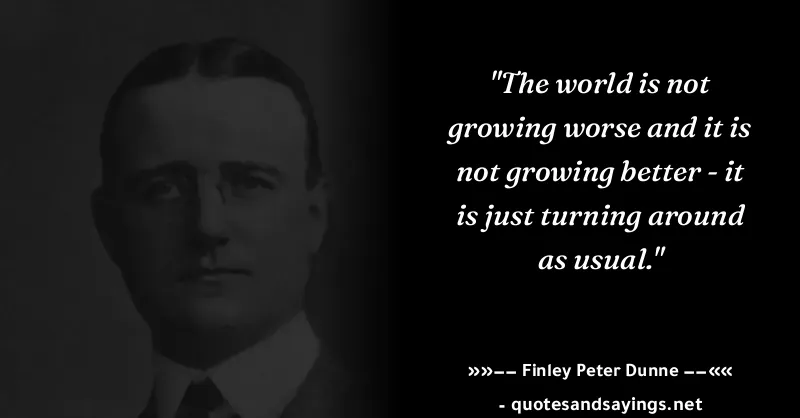 "The world is not
growing worse and it is
not growing better - it
is just turning around
as usual."
»»−− Finley Peter Dunne −−««
- quotesandsayings.net